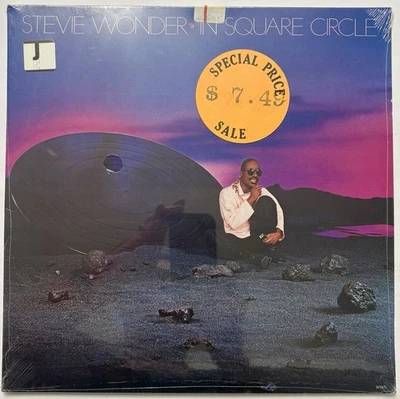 STEVIE WONDER IN SQUARE CIRCLE
J
SPECIAL PRICE
$ 7.49
SALE